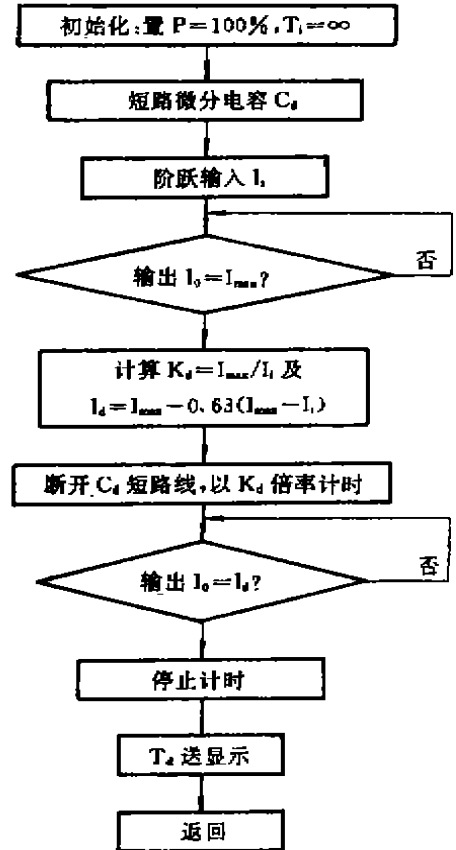 初始化:置 P=100%,Tᵢ=∞
短路微分电容 C_d
阶跃输入 Iᵢ
输出 I₀=I_max?
否
计算 K_d=I_max/Iᵢ 及
I_d=I_max-0.63(I_max-Iᵢ)
断开 C_d 短路线,以 K_d 倍率计时
输出 I₀=I_d?
否
停止计时
T_d 送显示
返回